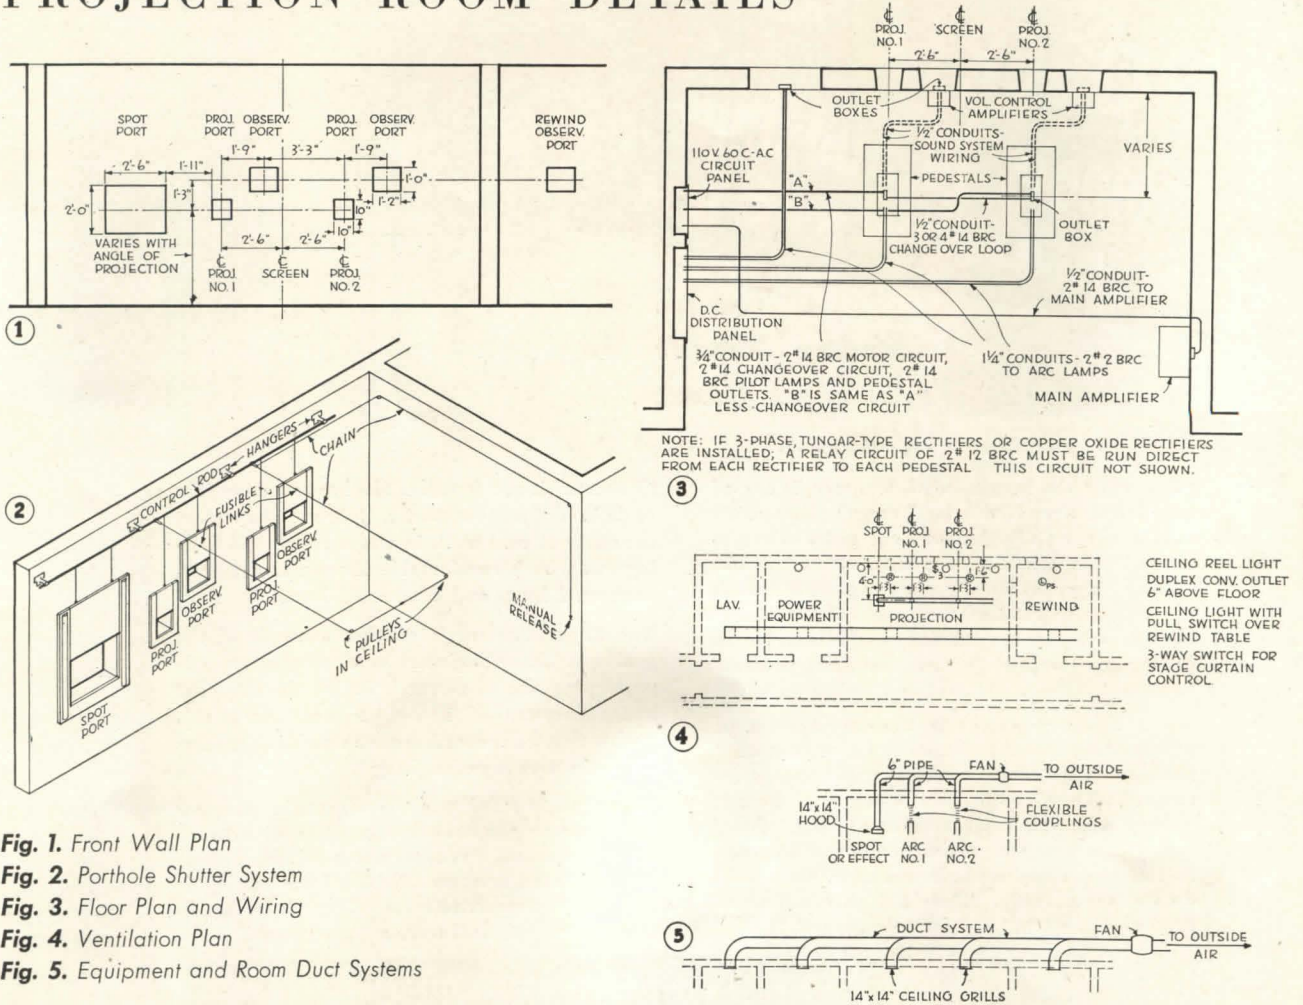 PROJECTION ROOM DETAILS
SPOT
PORT
PROJ.
PORT
OBSERV.
PORT
PROJ.
PORT
OBSERV.
PORT
REWIND
OBSERV.
PORT
1'-9"
3'-3"
1'-9"
2'-6"
1'-11"
1'-3"
1'-0"
1'-2"
2'-0"
10"
10"
2'-6"
2'-6"
VARIES WITH
ANGLE OF
PROJECTION
℄
PROJ.
NO. 1
℄
SCREEN
℄
PROJ.
NO. 2
1
2
CONTROL ROD
HANGERS
CHAIN
FUSIBLE
LINKS
OBSERV.
PORT
PROJ.
PORT
OBSERV.
PORT
PROJ.
PORT
SPOT
PORT
PULLEYS
IN CEILING
MANUAL
RELEASE
Fig. 1. Front Wall Plan
Fig. 2. Porthole Shutter System
Fig. 3. Floor Plan and Wiring
Fig. 4. Ventilation Plan
Fig. 5. Equipment and Room Duct Systems
℄
PROJ.
NO. 1
℄
SCREEN
℄
PROJ.
NO. 2
2'-6"
2'-6"
OUTLET
BOXES
VOL. CONTROL
AMPLIFIERS
½" CONDUITS-
SOUND SYSTEM
WIRING
VARIES
110 V. 60 C-AC
CIRCUIT
PANEL
"A"
"B"
PEDESTALS
½" CONDUIT-
3 OR 4 # 14 BRC
CHANGE OVER LOOP
OUTLET
BOX
½" CONDUIT-
2# 14 BRC TO
MAIN AMPLIFIER
D.C.
DISTRIBUTION
PANEL
¾" CONDUIT - 2# 14 BRC MOTOR CIRCUIT,
2# 14 CHANGEOVER CIRCUIT, 2# 14
BRC PILOT LAMPS AND PEDESTAL
OUTLETS. "B" IS SAME AS "A"
LESS CHANGEOVER CIRCUIT
1¼" CONDUITS - 2# 2 BRC
TO ARC LAMPS
MAIN AMPLIFIER
NOTE: IF 3-PHASE, TUNGAR-TYPE RECTIFIERS OR COPPER OXIDE RECTIFIERS
ARE INSTALLED; A RELAY CIRCUIT OF 2# 12 BRC MUST BE RUN DIRECT
FROM EACH RECTIFIER TO EACH PEDESTAL THIS CIRCUIT NOT SHOWN.
3
℄
SPOT
℄
PROJ.
NO. 1
℄
PROJ.
NO. 2
4'-0"
LAV.
POWER
EQUIPMENT
PROJECTION
REWIND
CEILING REEL LIGHT
DUPLEX CONV. OUTLET
6" ABOVE FLOOR
CEILING LIGHT WITH
PULL SWITCH OVER
REWIND TABLE
3-WAY SWITCH FOR
STAGE CURTAIN
CONTROL
4
6" PIPE
FAN
TO OUTSIDE
AIR
14"x 14"
HOOD
FLEXIBLE
COUPLINGS
SPOT
OR EFFECT
ARC
NO. 1
ARC
NO. 2
5
DUCT SYSTEM
FAN
TO OUTSIDE
AIR
14"x 14" CEILING GRILLS